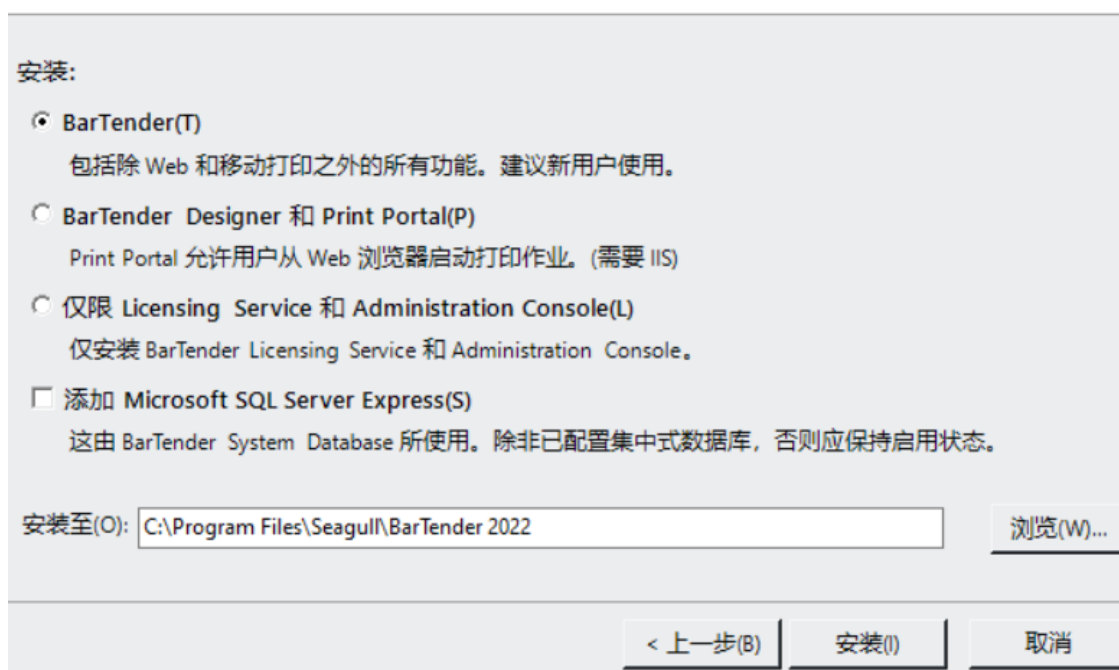 安装:
BarTender(T)
包括除 Web 和移动打印之外的所有功能。建议新用户使用。
BarTender Designer 和 Print Portal(P)
Print Portal 允许用户从 Web 浏览器启动打印作业。(需要 IIS)
仅限 Licensing Service 和 Administration Console(L)
仅安装 BarTender Licensing Service 和 Administration Console。
添加 Microsoft SQL Server Express(S)
这由 BarTender System Database 所使用。除非已配置集中式数据库，否则应保持启用状态。
安装至(O): C:\Program Files\Seagull\BarTender 2022 浏览(W)...
< 上一步(B) 安装(I) 取消